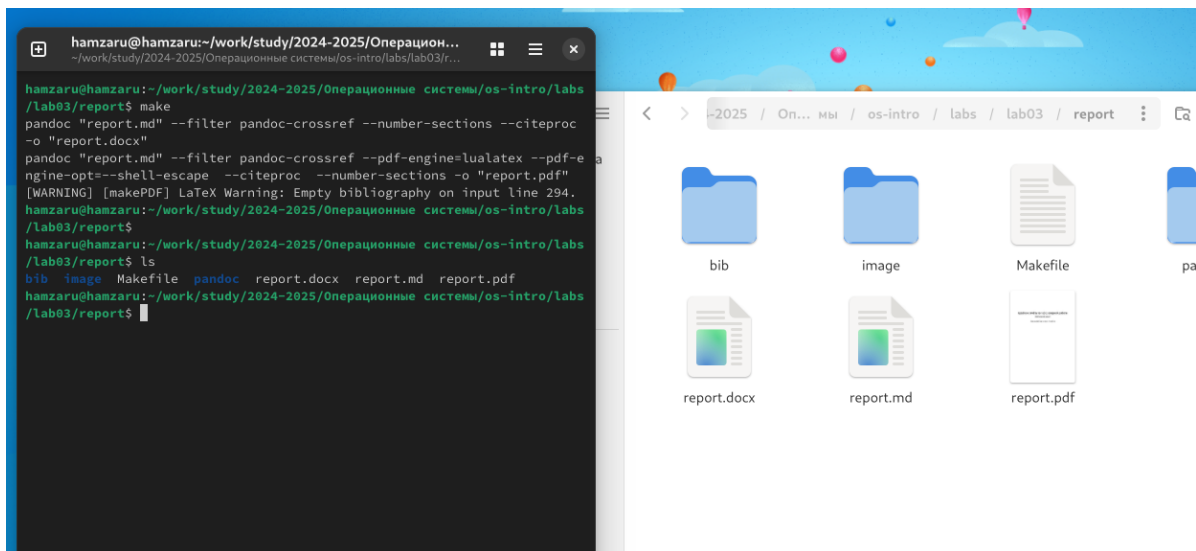 hamzaru@hamzaru:~/work/study/2024-2025/Операцион...
~/work/study/2024-2025/Операционные системы/os-intro/labs/lab03/r...
hamzaru@hamzaru:~/work/study/2024-2025/Операционные системы/os-intro/labs
/lab03/report$ make
pandoc "report.md" --filter pandoc-crossref --number-sections --citeproc
-o "report.docx"
pandoc "report.md" --filter pandoc-crossref --pdf-engine=lualatex --pdf-e
ngine-opt=--shell-escape  --citeproc  --number-sections -o "report.pdf"
[WARNING] [makePDF] LaTeX Warning: Empty bibliography on input line 294.
hamzaru@hamzaru:~/work/study/2024-2025/Операционные системы/os-intro/labs
/lab03/report$
hamzaru@hamzaru:~/work/study/2024-2025/Операционные системы/os-intro/labs
/lab03/report$ ls
bib  image  Makefile  pandoc  report.docx  report.md  report.pdf
hamzaru@hamzaru:~/work/study/2024-2025/Операционные системы/os-intro/labs
/lab03/report$
а
-2025 / Оп... мы / os-intro / labs / lab03 / report
bib
image
Makefile
pa
report.docx
report.md
report.pdf